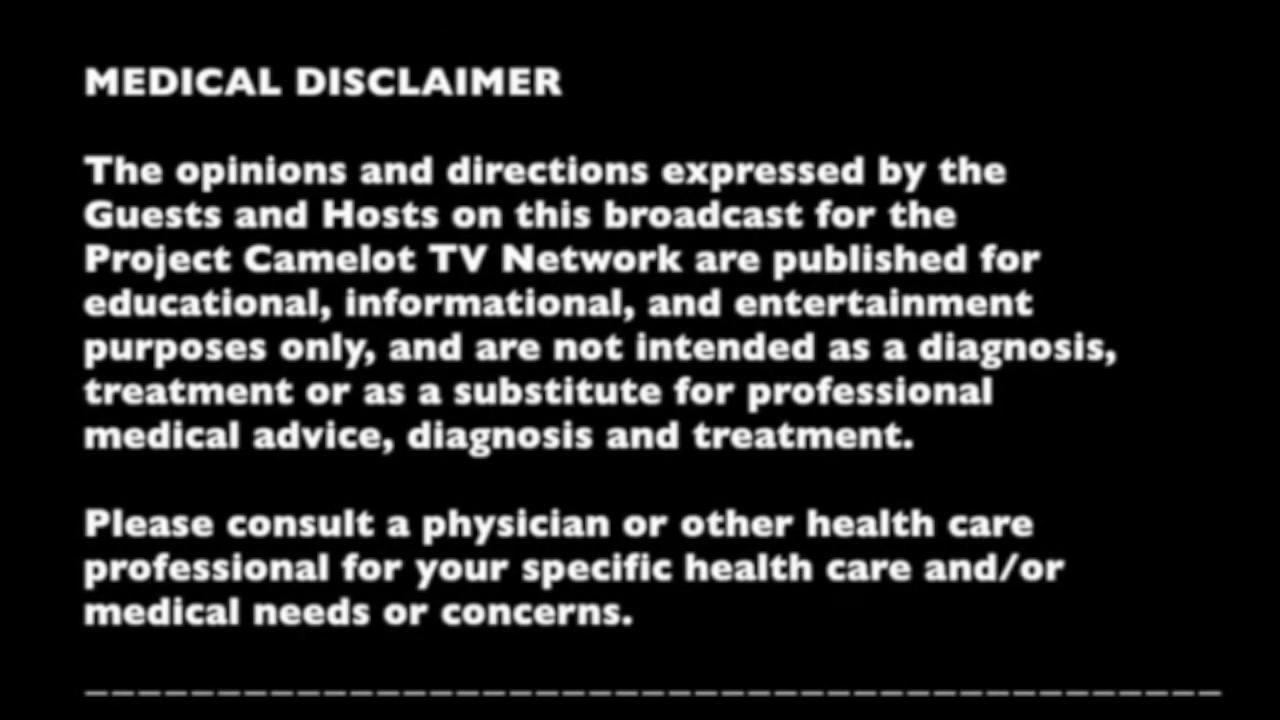 MEDICAL DISCLAIMER
The opinions and directions expressed by the
Guests and Hosts on this broadcast for the
Project Camelot TV Network are published for
educational, informational, and entertainment
purposes only, and are not intended as a diagnosis,
treatment or as a substitute for professional
medical advice, diagnosis and treatment.
Please consult a physician or other health care
professional for your specific health care and/or
medical needs or concerns.